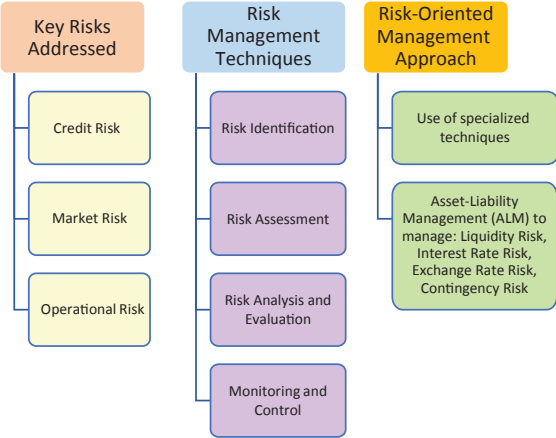 Key Risks
Addressed
Credit Risk
Market Risk
Operational Risk
Risk
Management
Techniques
Risk Identification
Risk Assessment
Risk Analysis and
Evaluation
Monitoring and
Control
Risk-Oriented
Management
Approach
Use of specialized
techniques
Asset-Liability
Management (ALM) to
manage: Liquidity Risk,
Interest Rate Risk,
Exchange Rate Risk,
Contingency Risk